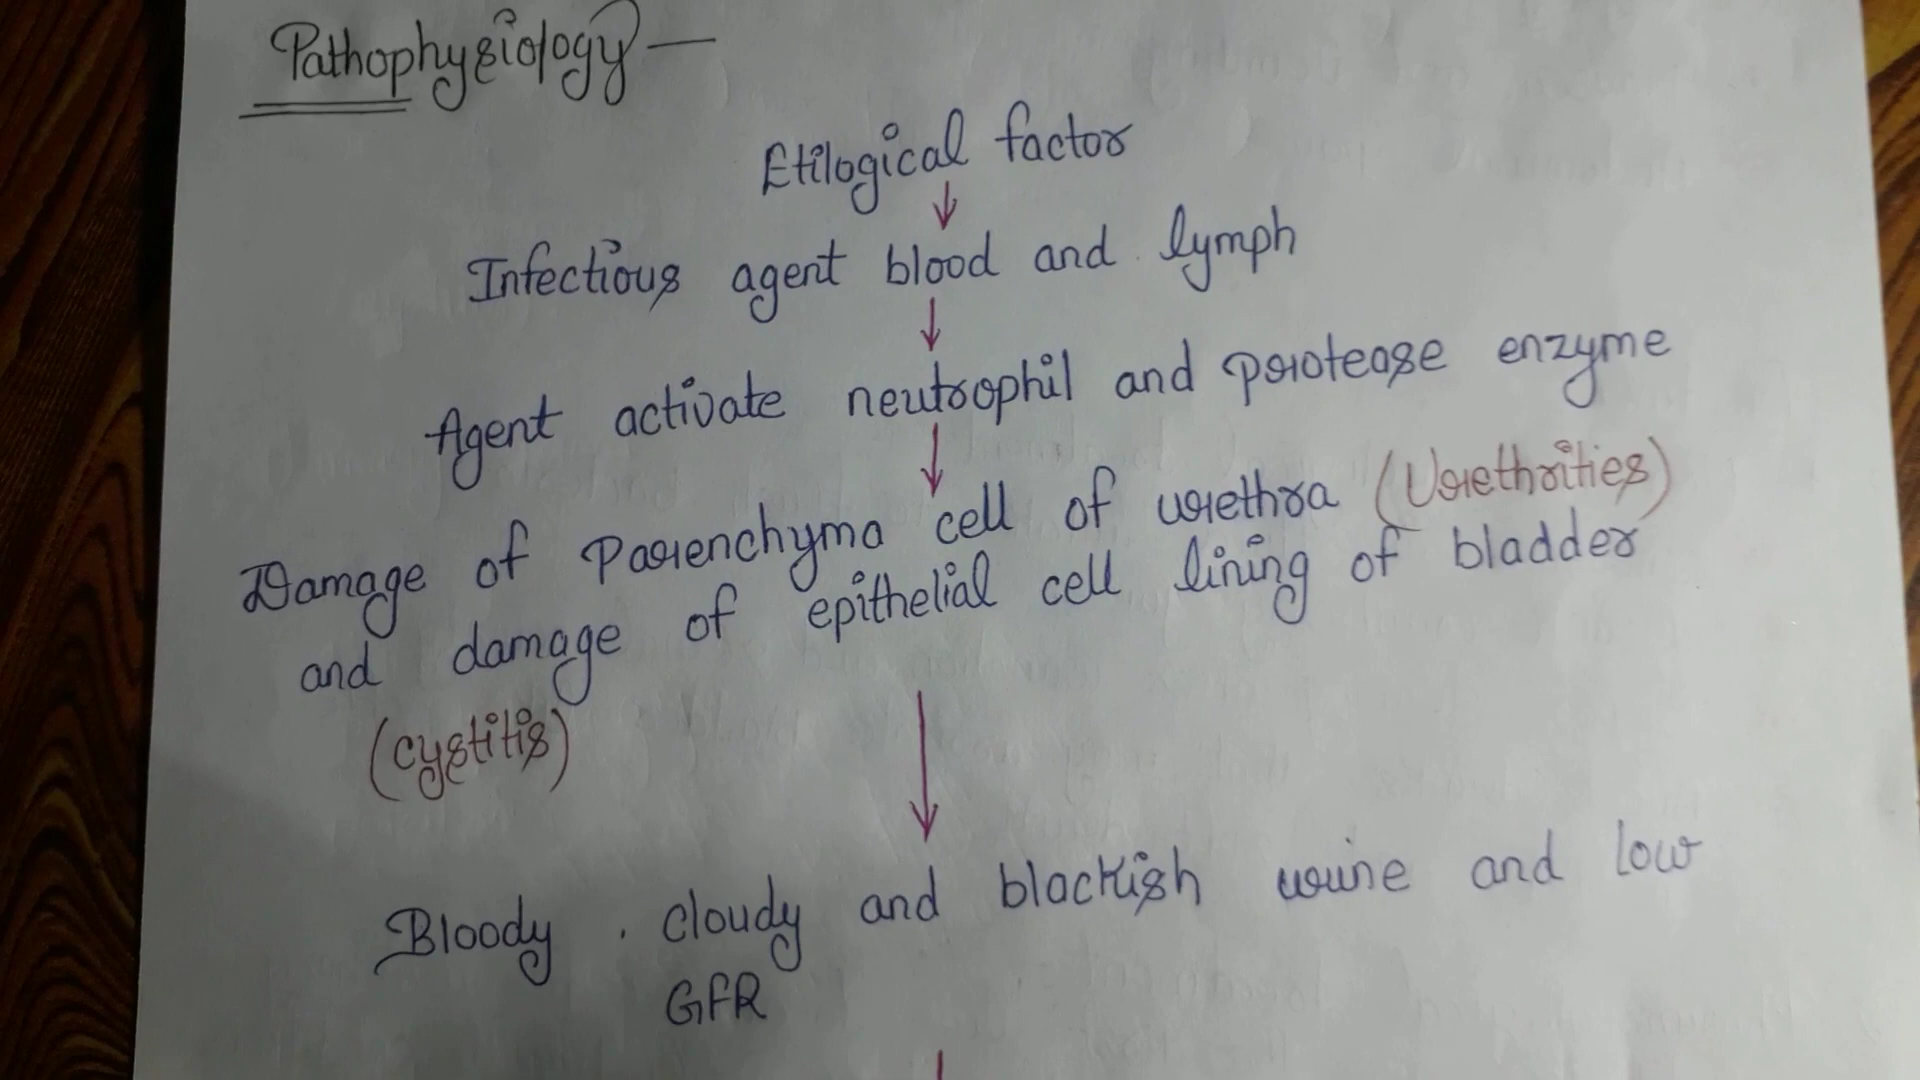 Pathophysiology —
Etilogical factor
↓
Infectious agent blood and lymph
↓
Agent activate neutrophil and protease enzyme
↓
Damage of Parenchyma cell of urethra (Urethrities)
and damage of epithelial cell lining of bladder
(cystitis)
↓
Bloody . cloudy and blackish urine and low
GFR